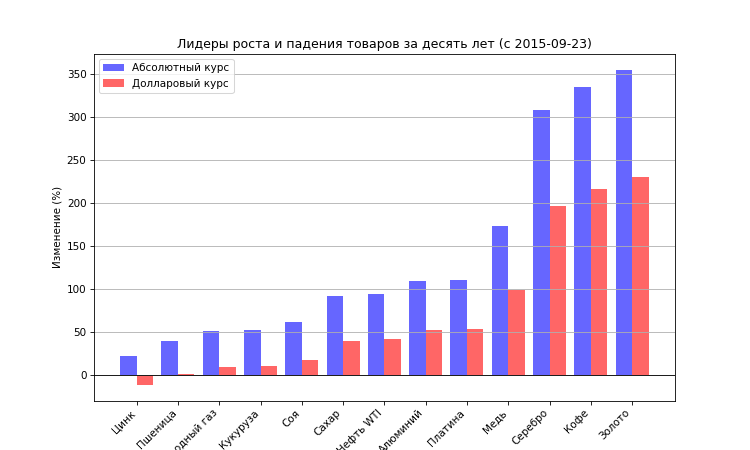 Лидеры роста и падения товаров за десять лет (с 2015-09-23)
Абсолютный курс
Долларовый курс
Изменение (%)
350
300
250
200
150
100
50
0
Цинк
Пшеница
одный газ
Кукуруза
Соя
Сахар
Нефть WTI
Алюминий
Платина
Медь
Серебро
Кофе
Золото